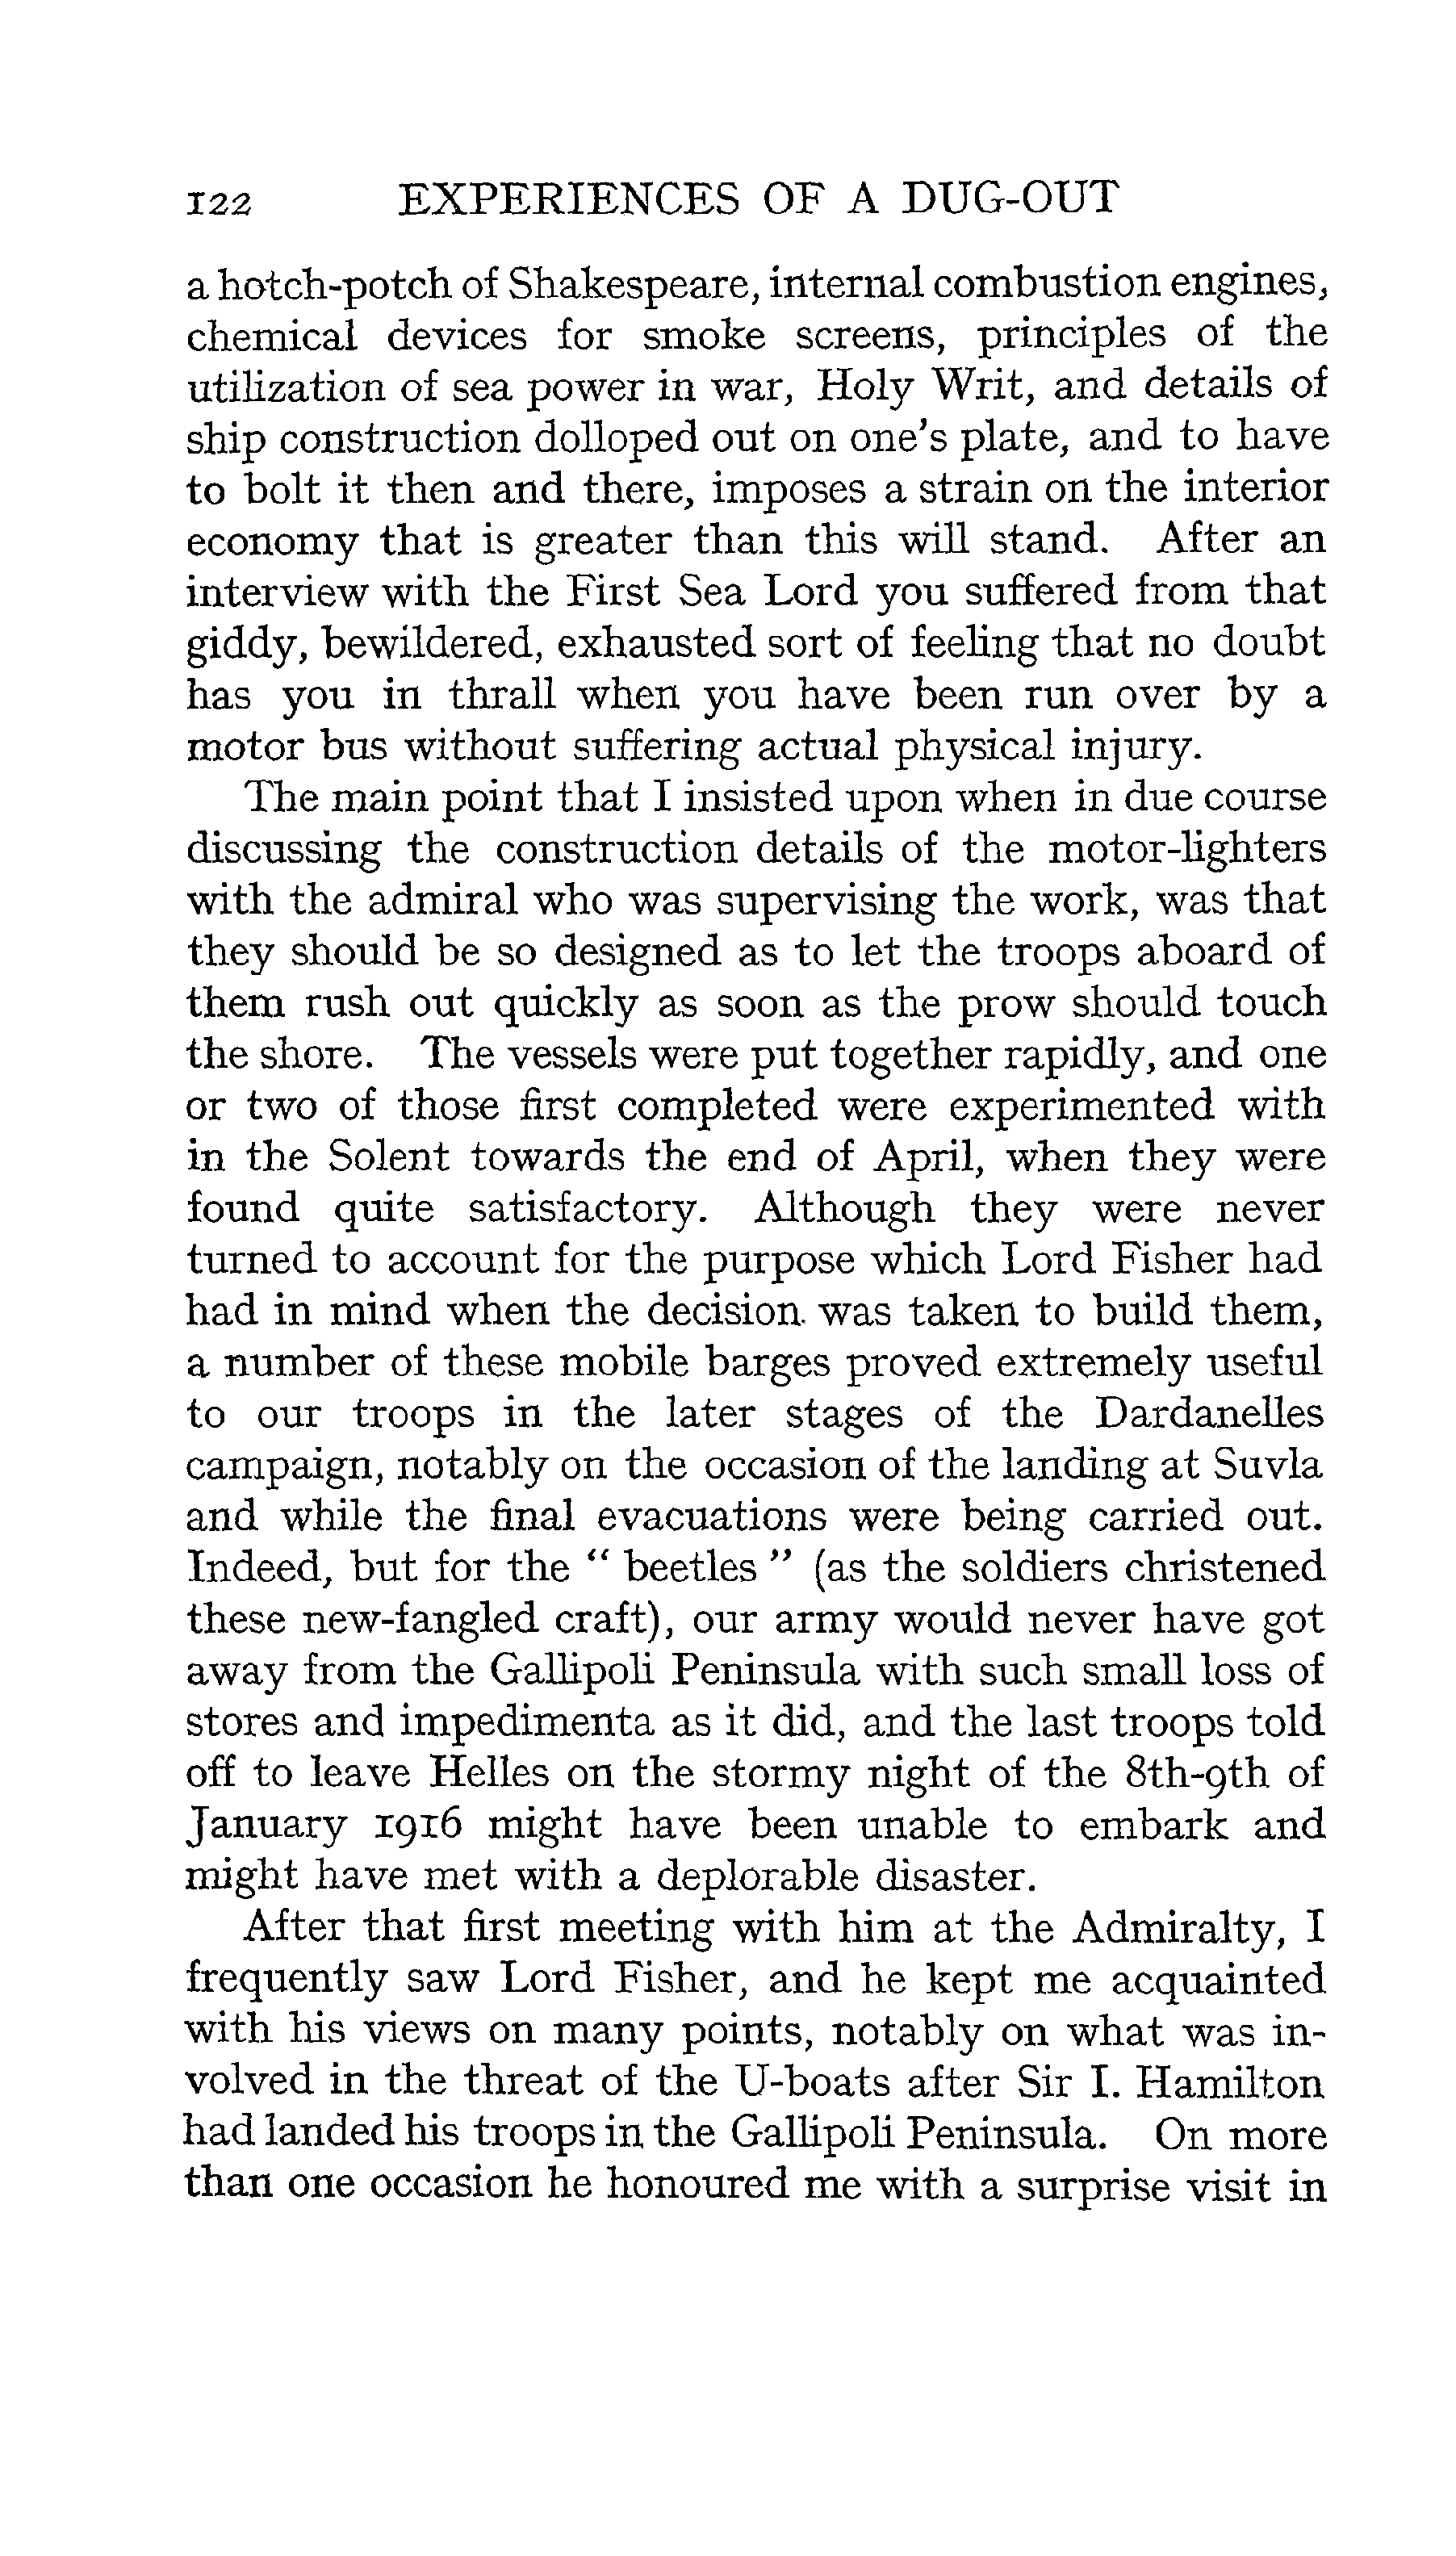 122 EXPERIENCES OF A DUG-OUT
a hotch-potch of Shakespeare, internal combustion engines,
chemical devices for smoke screens, principles of the
utilization of sea power in war, Holy Writ, and details of
ship construction dolloped out on one's plate, and to have
to bolt it then and there, imposes a strain on the interior
economy that is greater than this will stand. After an
interview with the First Sea Lord you suffered from that
giddy, bewildered, exhausted sort of feeling that no doubt
has you in thrall when you have been run over by a
motor bus without suffering actual physical injury.
The main point that I insisted upon when in due course
discussing the construction details of the motor-lighters
with the admiral who was supervising the work, was that
they should be so designed as to let the troops aboard of
them rush out quickly as soon as the prow should touch
the shore. The vessels were put together rapidly, and one
or two of those first completed were experimented with
in the Solent towards the end of April, when they were
found quite satisfactory. Although they were never
turned to account for the purpose which Lord Fisher had
had in mind when the decision was taken to build them,
a number of these mobile barges proved extremely useful
to our troops in the later stages of the Dardanelles
campaign, notably on the occasion of the landing at Suvla
and while the final evacuations were being carried out.
Indeed, but for the " beetles " (as the soldiers christened
these new-fangled craft), our army would never have got
away from the Gallipoli Peninsula with such small loss of
stores and impedimenta as it did, and the last troops told
off to leave Helles on the stormy night of the 8th-9th of
January 1916 might have been unable to embark and
might have met with a deplorable disaster.
After that first meeting with him at the Admiralty, I
frequently saw Lord Fisher, and he kept me acquainted
with his views on many points, notably on what was in-
volved in the threat of the U-boats after Sir I. Hamilton
had landed his troops in the Gallipoli Peninsula. On more
than one occasion he honoured me with a surprise visit in